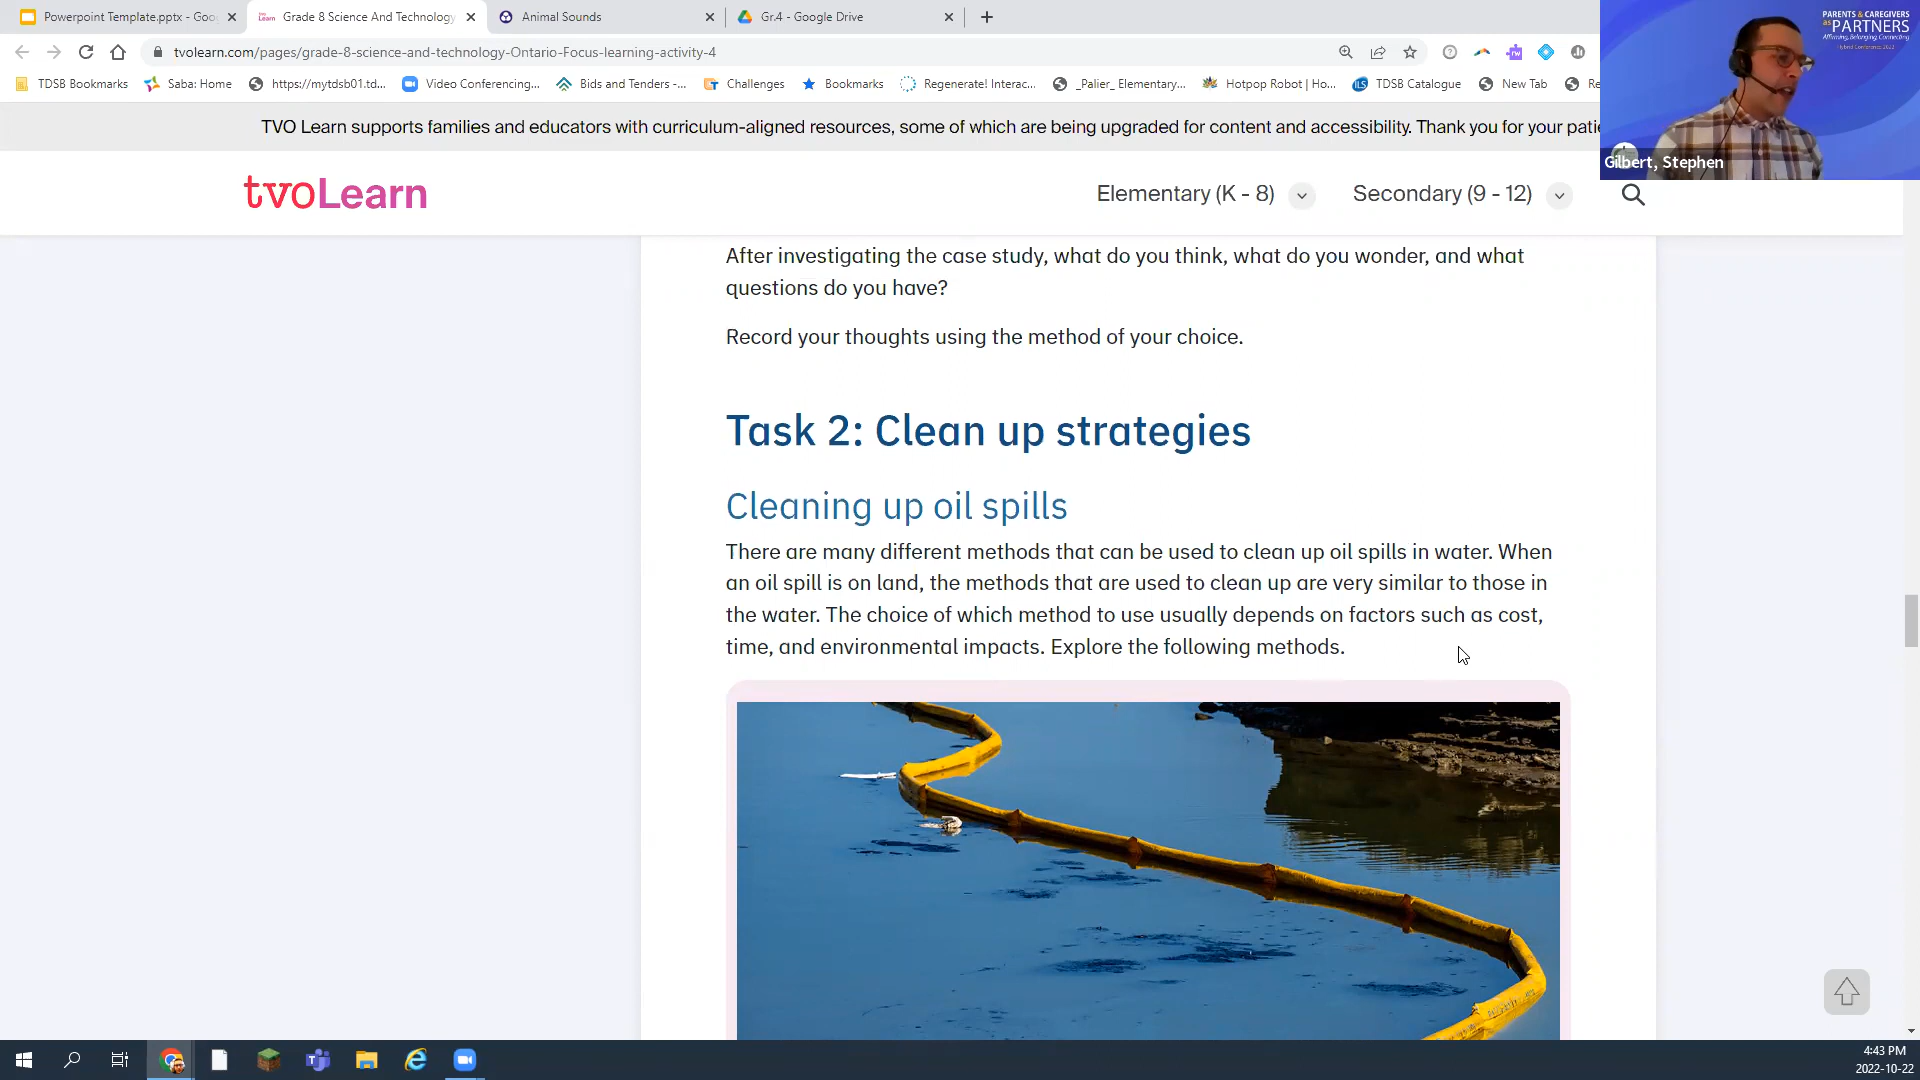 Powerpoint Template.pptx - Goo
Grade 8 Science And Technology
Animal Sounds
Gr.4 - Google Drive
tvolearn.com/pages/grade-8-science-and-technology-Ontario-Focus-learning-activity-4
TDSB Bookmarks
Saba: Home
https://mytdsb01.td...
Video Conferencing...
Bids and Tenders -...
Challenges
Bookmarks
Regenerate! Interac...
_Palier_ Elementary...
Hotpop Robot | Ho...
TDSB Catalogue
New Tab
Re
PARENTS & CAREGIVERS
as PARTNERS
Affirming, Belonging, Connecting
Hybrid Conference 2022
Gilbert, Stephen
TVO Learn supports families and educators with curriculum-aligned resources, some of which are being upgraded for content and accessibility. Thank you for your patie
tvoLearn
Elementary (K - 8)
Secondary (9 - 12)
After investigating the case study, what do you think, what do you wonder, and what
questions do you have?
Record your thoughts using the method of your choice.
Task 2: Clean up strategies
Cleaning up oil spills
There are many different methods that can be used to clean up oil spills in water. When
an oil spill is on land, the methods that are used to clean up are very similar to those in
the water. The choice of which method to use usually depends on factors such as cost,
time, and environmental impacts. Explore the following methods.
4:43 PM
2022-10-22